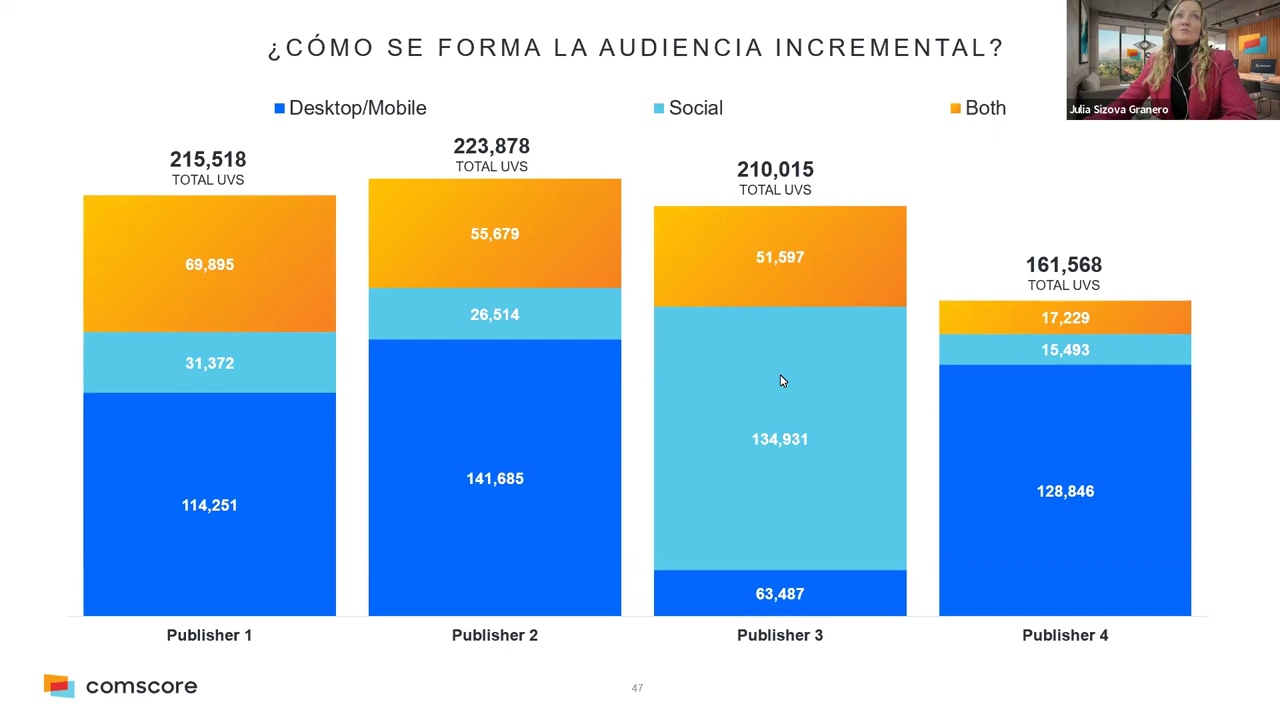 ¿CÓMO SE FORMA LA AUDIENCIA INCREMENTAL?
Julia Sizova Granero
Desktop/Mobile
Social
Both
215,518
TOTAL UVS
223,878
TOTAL UVS
210,015
TOTAL UVS
161,568
TOTAL UVS
69,895
31,372
114,251
55,679
26,514
141,685
51,597
134,931
63,487
17,229
15,493
128,846
Publisher 1
Publisher 2
Publisher 3
Publisher 4
comscore
47